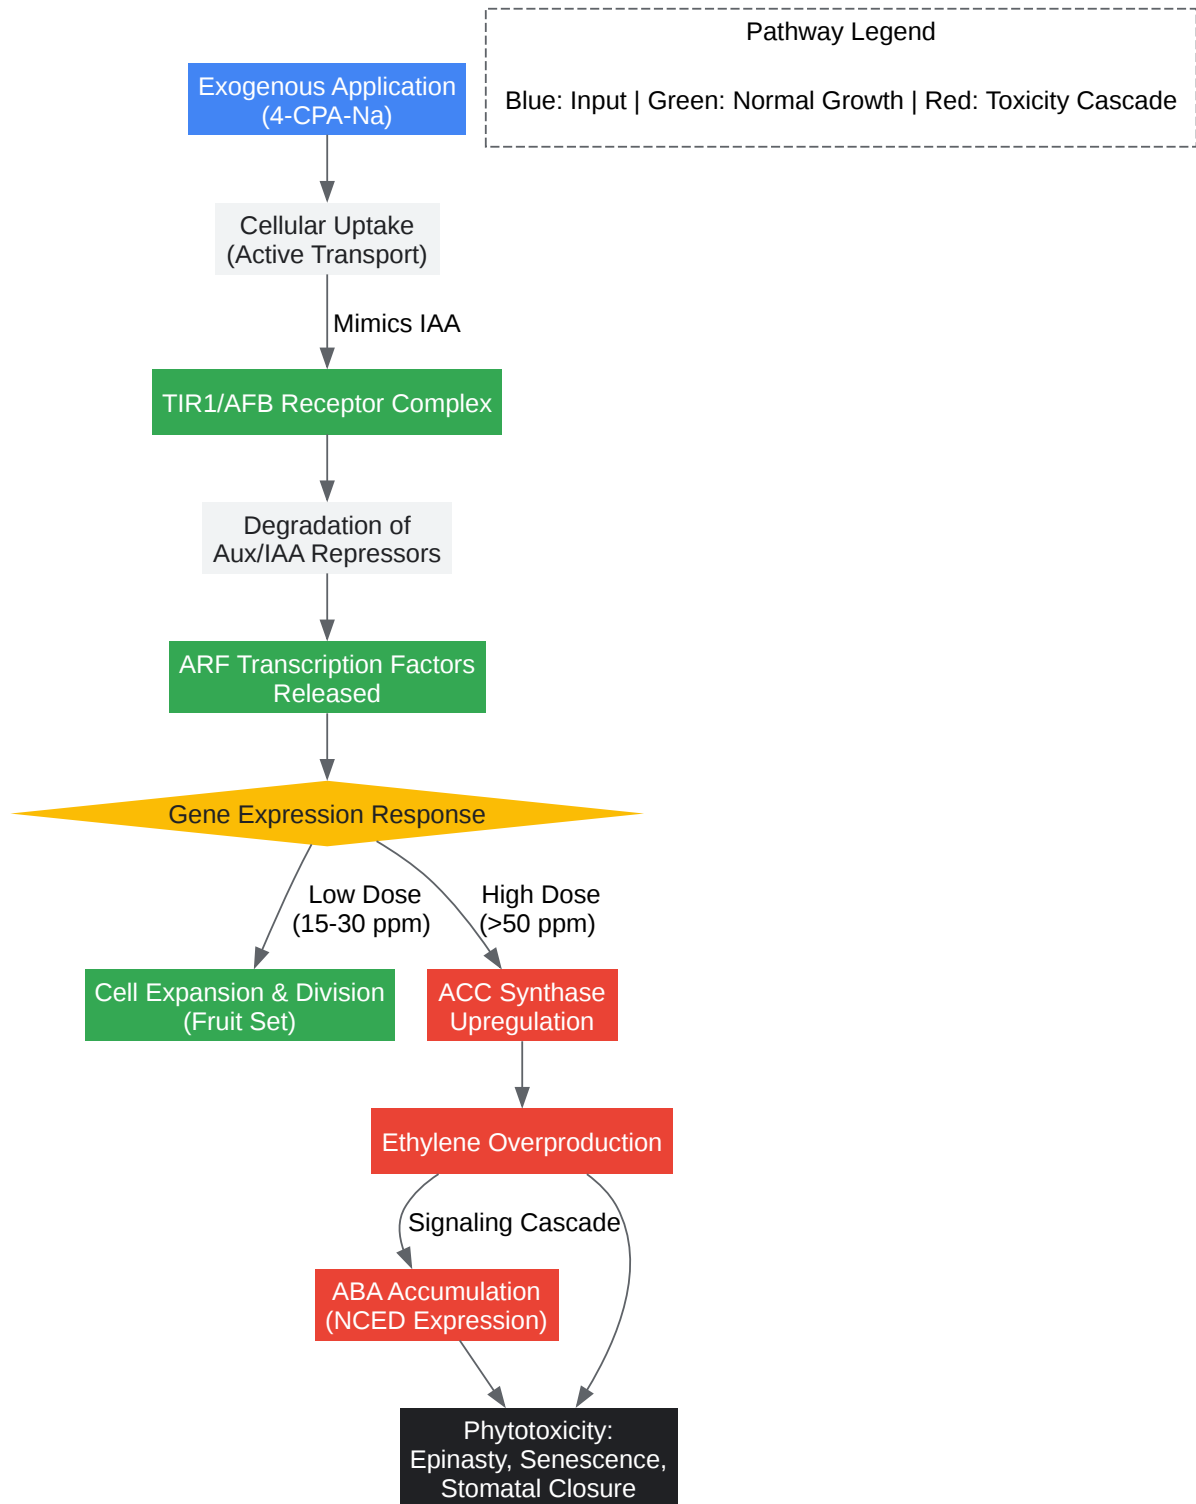 Pathway Legend
Blue: Input | Green: Normal Growth | Red: Toxicity Cascade
Exogenous Application
(4-CPA-Na)
Cellular Uptake
(Active Transport)
Mimics IAA
TIR1/AFB Receptor Complex
Degradation of
Aux/IAA Repressors
ARF Transcription Factors
Released
Gene Expression Response
Low Dose
(15-30 ppm)
High Dose
(>50 ppm)
Cell Expansion & Division
(Fruit Set)
ACC Synthase
Upregulation
Ethylene Overproduction
Signaling Cascade
ABA Accumulation
(NCED Expression)
Phytotoxicity:
Epinasty, Senescence,
Stomatal Closure